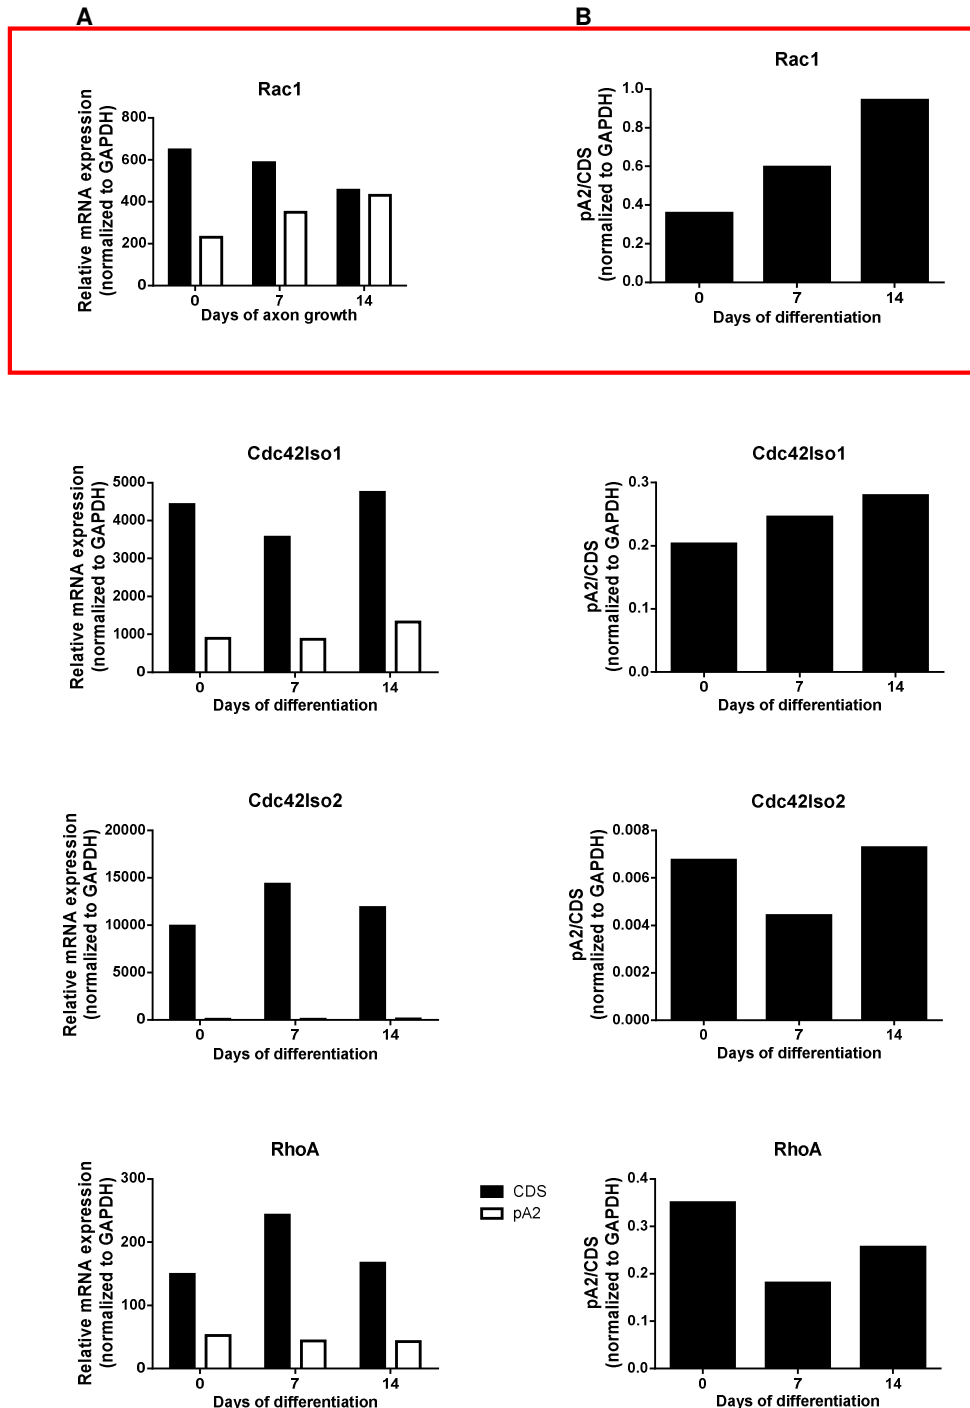 A
B
Rac1
Relative mRNA expression
(normalized to GAPDH)
800
600
400
200
0
0 7 14
Days of axon growth
Rac1
pA2/CDS
(normalized to GAPDH)
1.0
0.8
0.6
0.4
0.2
0.0
0 7 14
Days of differentiation
Cdc42Iso1
Relative mRNA expression
(normalized to GAPDH)
5000
4000
3000
2000
1000
0
0 7 14
Days of differentiation
Cdc42Iso1
pA2/CDS
(normalized to GAPDH)
0.3
0.2
0.1
0.0
0 7 14
Days of differentiation
Cdc42Iso2
Relative mRNA expression
(normalized to GAPDH)
20000
15000
10000
5000
0
0 7 14
Days of differentiation
Cdc42Iso2
pA2/CDS
(normalized to GAPDH)
0.008
0.006
0.004
0.002
0.000
0 7 14
Days of differentiation
RhoA
Relative mRNA expression
(normalized to GAPDH)
300
200
100
0
0 7 14
Days of differentiation
CDS
pA2
RhoA
pA2/CDS
(normalized to GAPDH)
0.4
0.3
0.2
0.1
0.0
0 7 14
Days of differentiation